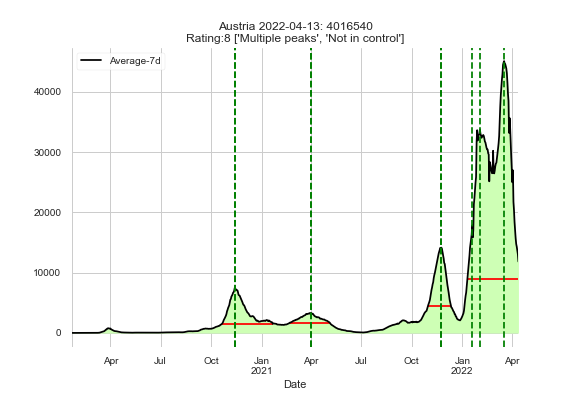 Austria 2022-04-13: 4016540
Rating:8 ['Multiple peaks', 'Not in control']
Average-7d
40000
30000
20000
10000
0
Apr Jul Oct Jan Apr Jul Oct Jan Apr
2021 2022
Date